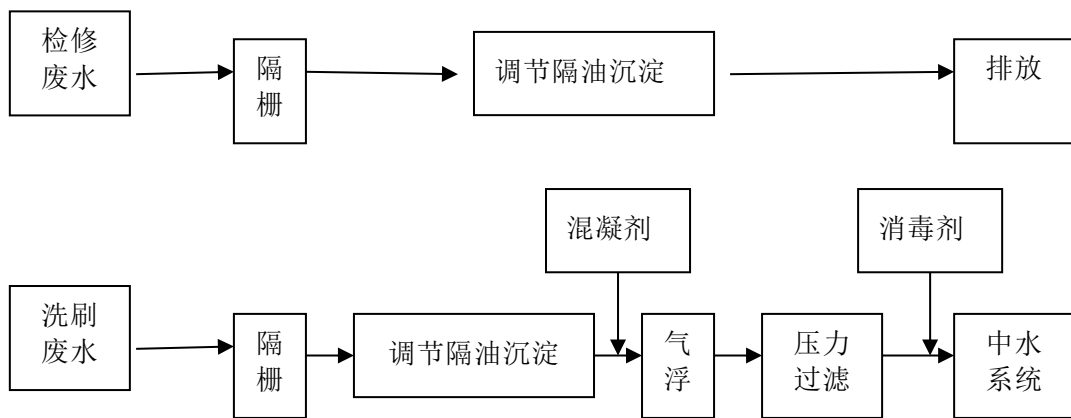 检修
废水
隔
栅
调节隔油沉淀
排放
混凝剂
消毒剂
洗刷
废水
隔
栅
调节隔油沉淀
气
浮
压力
过滤
中水
系统